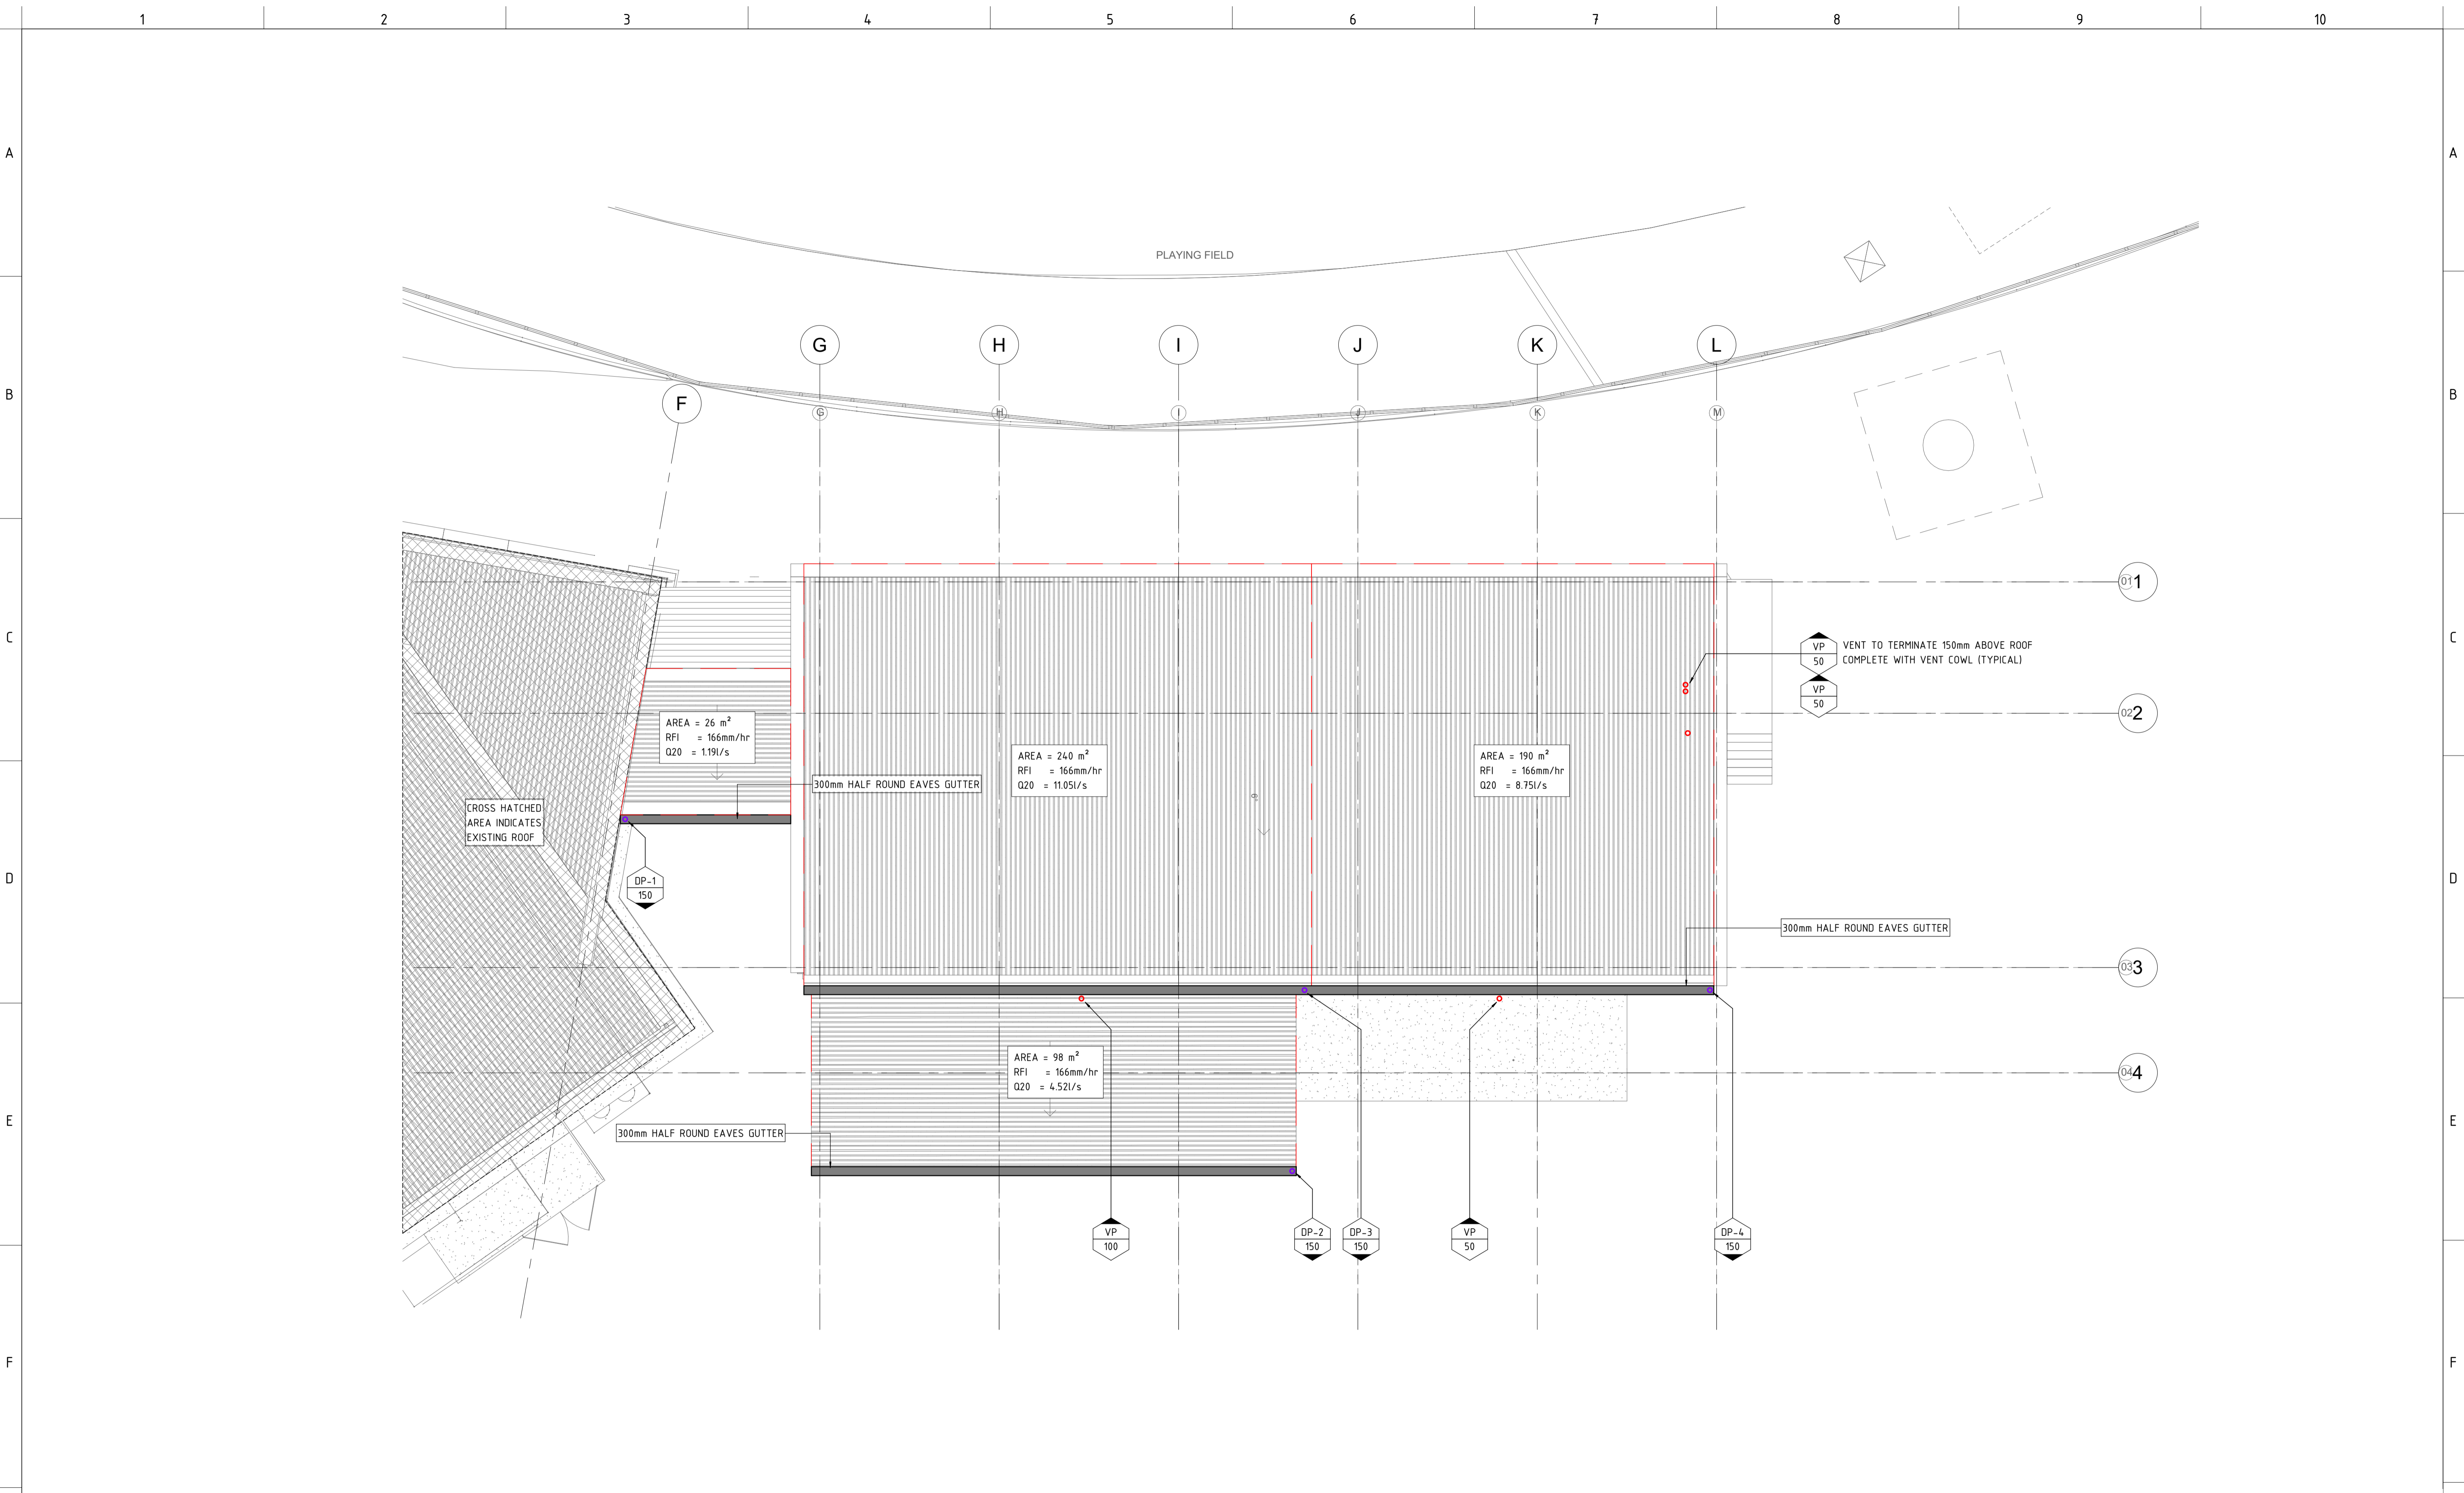 1 2 3 4 5 6 7 8 9 10
A A
PLAYING FIELD
G H I J K L
B B
F
G H I J K M
01 1
C C
VP
50
VENT TO TERMINATE 150mm ABOVE ROOF
COMPLETE WITH VENT COWL (TYPICAL)
VP
50
02 2
AREA = 26 m²
RFI = 166mm/hr
Q20 = 1.19l/s
AREA = 240 m²
RFI = 166mm/hr
Q20 = 11.05l/s
AREA = 190 m²
RFI = 166mm/hr
Q20 = 8.75l/s
300mm HALF ROUND EAVES GUTTER
CROSS HATCHED
AREA INDICATES
EXISTING ROOF
D D
DP-1
150
300mm HALF ROUND EAVES GUTTER
03 3
AREA = 98 m²
RFI = 166mm/hr
Q20 = 4.52l/s
04 4
E E
300mm HALF ROUND EAVES GUTTER
VP
100
DP-2
150
DP-3
150
VP
50
DP-4
150
F F